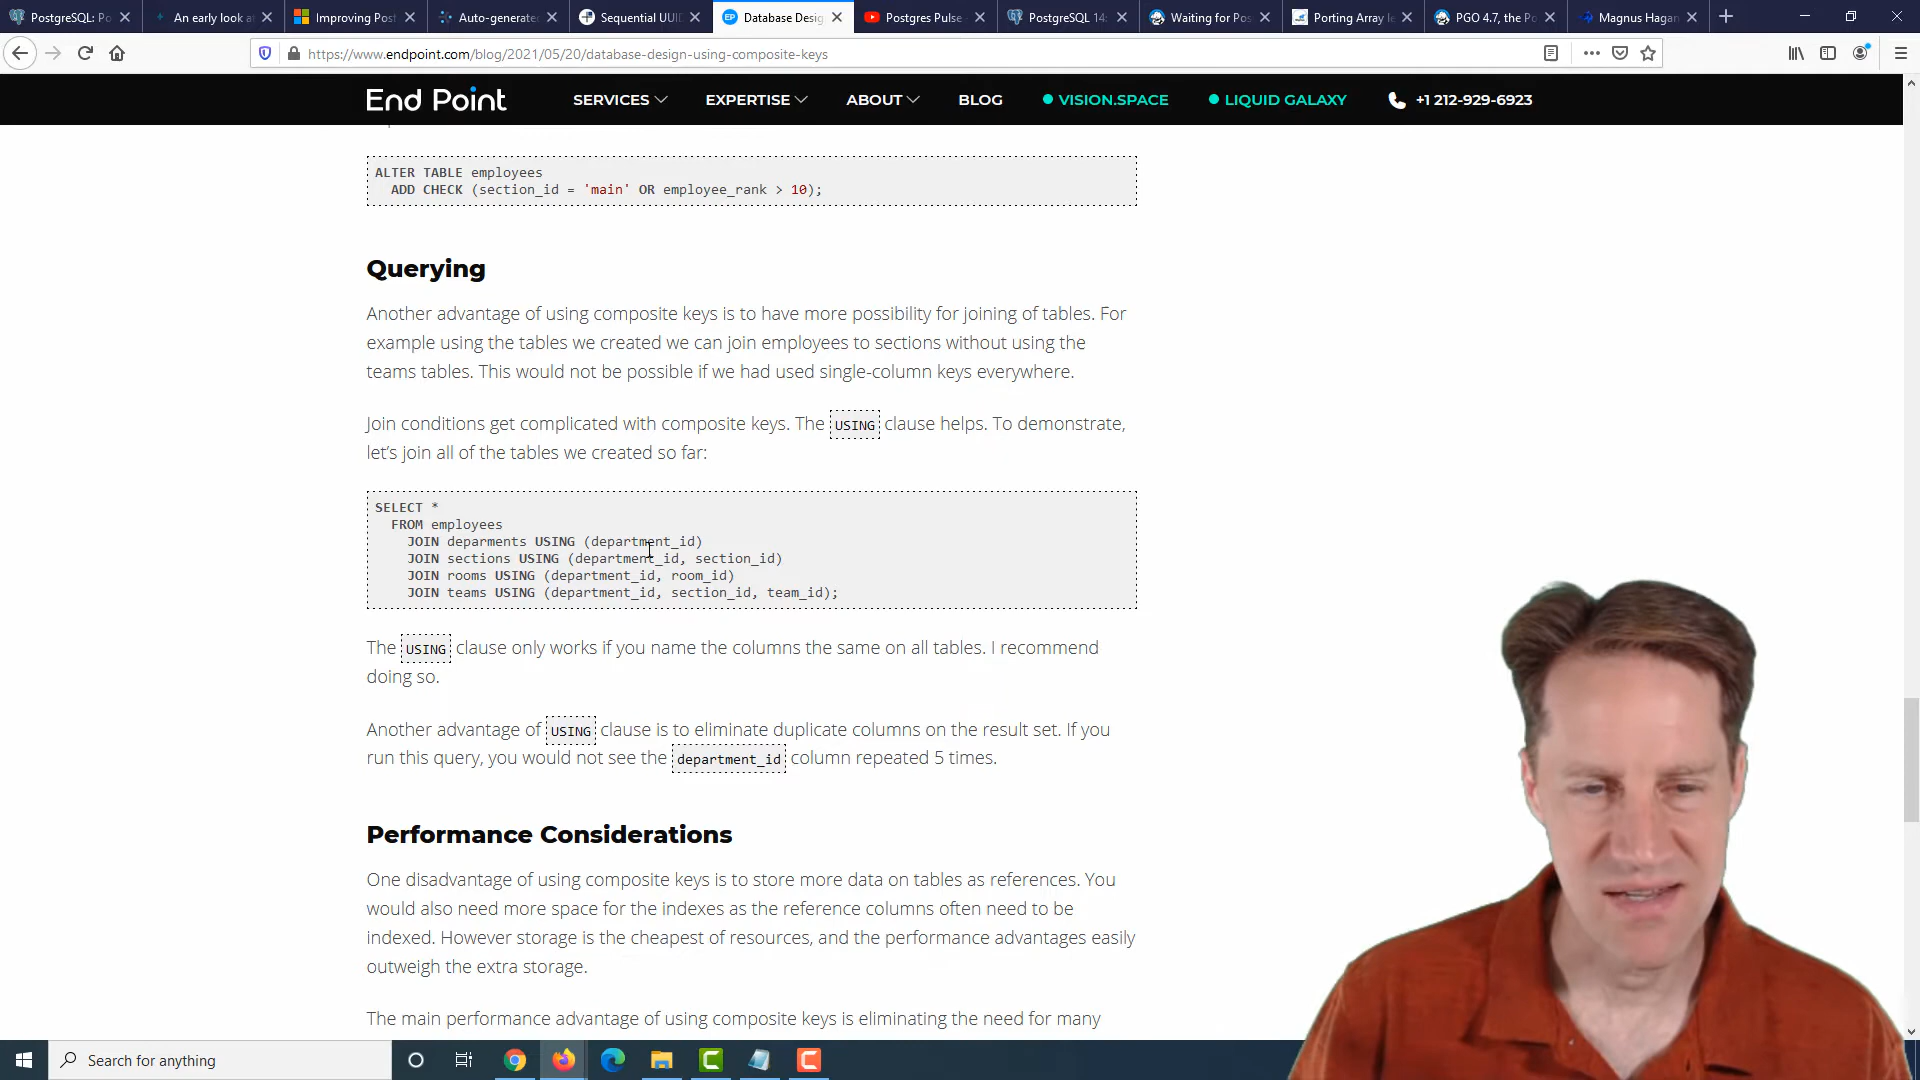 PostgreSQL: Po
An early look a
Improving Pos
Auto-generate
Sequential UUI
Database Desig
Postgres Pulse
PostgreSQL 14:
Waiting for Pos
Porting Array le
PGO 4.7, the Po
Magnus Hagan
https://www.endpoint.com/blog/2021/05/20/database-design-using-composite-keys
End Point
SERVICES
EXPERTISE
ABOUT
BLOG
VISION.SPACE
LIQUID GALAXY
+1 212-929-6923
ALTER TABLE employees
ADD CHECK (section_id = 'main' OR employee_rank > 10);
Querying
Another advantage of using composite keys is to have more possibility for joining of tables. For
example using the tables we created we can join employees to sections without using the
teams tables. This would not be possible if we had used single-column keys everywhere.
Join conditions get complicated with composite keys. The USING clause helps. To demonstrate,
let's join all of the tables we created so far:
SELECT *
FROM employees
JOIN deparments USING (department_id)
JOIN sections USING (department_id, section_id)
JOIN rooms USING (department_id, room_id)
JOIN teams USING (department_id, section_id, team_id);
The USING clause only works if you name the columns the same on all tables. I recommend
doing so.
Another advantage of USING clause is to eliminate duplicate columns on the result set. If you
run this query, you would not see the department_id column repeated 5 times.
Performance Considerations
One disadvantage of using composite keys is to store more data on tables as references. You
would also need more space for the indexes as the reference columns often need to be
indexed. However storage is the cheapest of resources, and the performance advantages easily
outweigh the extra storage.
The main performance advantage of using composite keys is eliminating the need for many
Search for anything